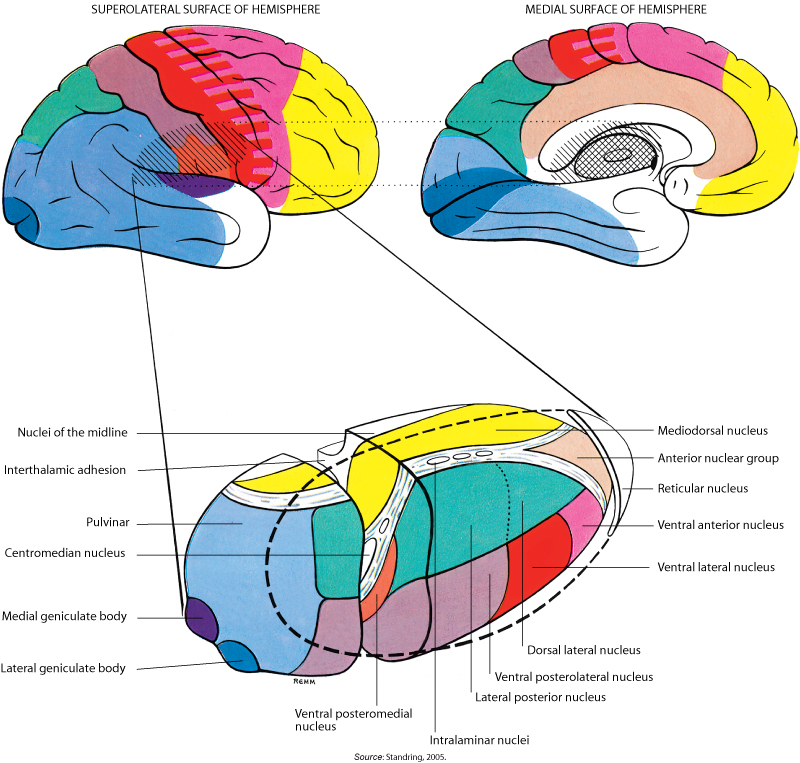 SUPEROLATERAL SURFACE OF HEMISPHERE
MEDIAL SURFACE OF HEMISPHERE
Nuclei of the midline
Interthalamic adhesion
Pulvinar
Centromedian nucleus
Medial geniculate body
Lateral geniculate body
Mediodorsal nucleus
Anterior nuclear group
Reticular nucleus
Ventral anterior nucleus
Ventral lateral nucleus
Dorsal lateral nucleus
Ventral posterolateral nucleus
Lateral posterior nucleus
Ventral posteromedial
nucleus
Intralaminar nuclei
REMM
Source: Standring, 2005.